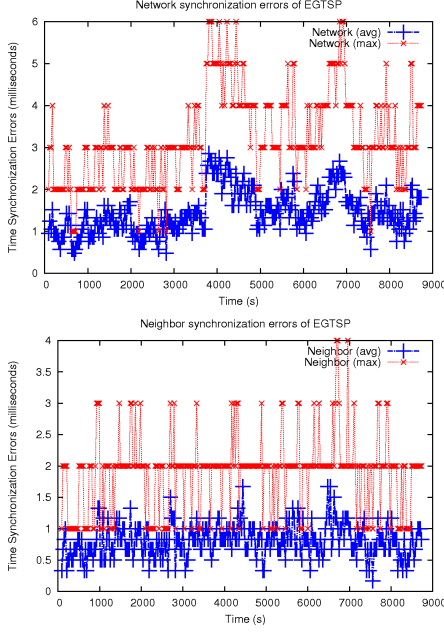 Network synchronization errors of EGTSP
Time Synchronization Errors (milliseconds)
6
5
4
3
2
1
0
Network (avg)
Network (max)
0 1000 2000 3000 4000 5000 6000 7000 8000 9000
Time (s)
Neighbor synchronization errors of EGTSP
Time Synchronization Errors (milliseconds)
4
3.5
3
2.5
2
1.5
1
0.5
0
Neighbor (avg)
Neighbor (max)
0 1000 2000 3000 4000 5000 6000 7000 8000 9000
Time (s)